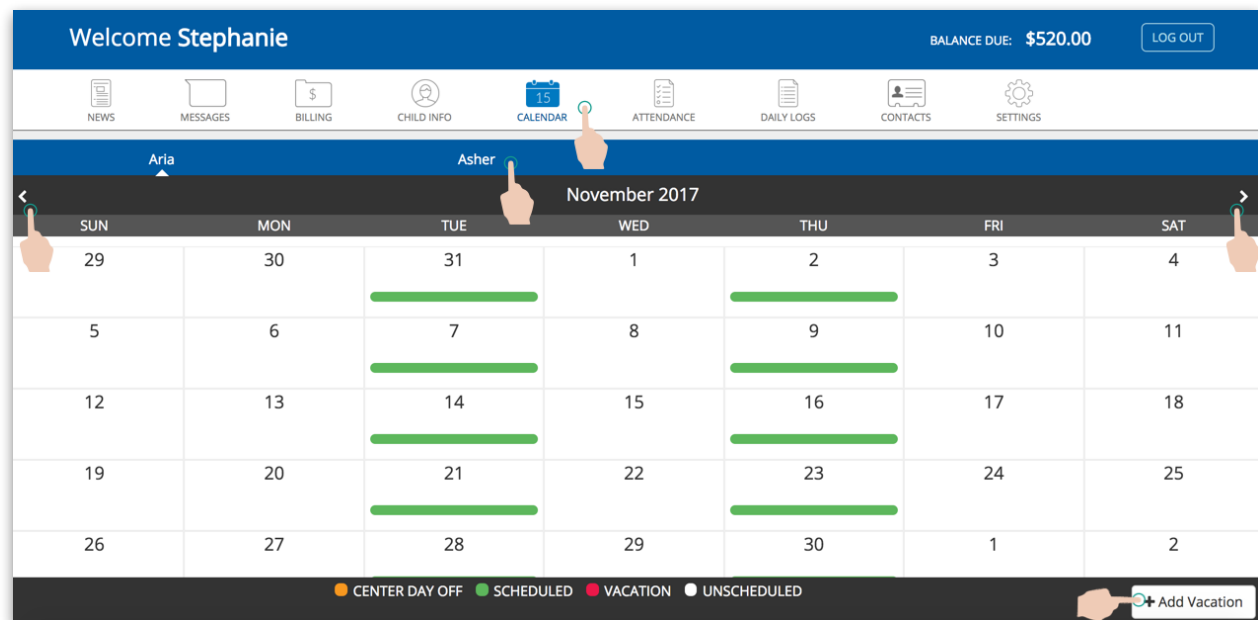 Welcome Stephanie BALANCE DUE: $520.00 LOG OUT
$ 15
NEWS MESSAGES BILLING CHILD INFO CALENDAR ATTENDANCE DAILY LOGS CONTACTS SETTINGS
Aria Asher
November 2017
SUN MON TUE WED THU FRI SAT
29 30 31 1 2 3 4
5 6 7 8 9 10 11
12 13 14 15 16 17 18
19 20 21 22 23 24 25
26 27 28 29 30 1 2
CENTER DAY OFF SCHEDULED VACATION UNSCHEDULED
+ Add Vacation